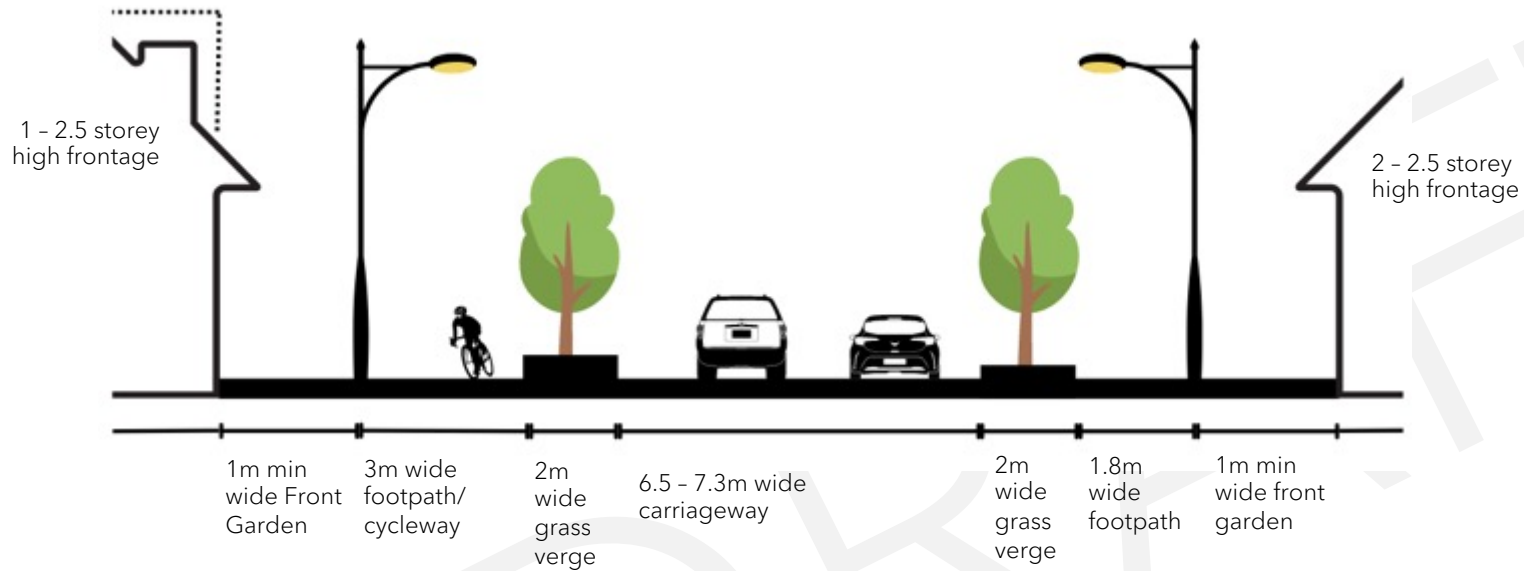 1 – 2.5 storey
high frontage
2 – 2.5 storey
high frontage
1m min
wide Front
Garden
3m wide
footpath/
cycleway
2m
wide
grass
verge
6.5 – 7.3m wide
carriageway
2m
wide
grass
verge
1.8m
wide
footpath
1m min
wide front
garden